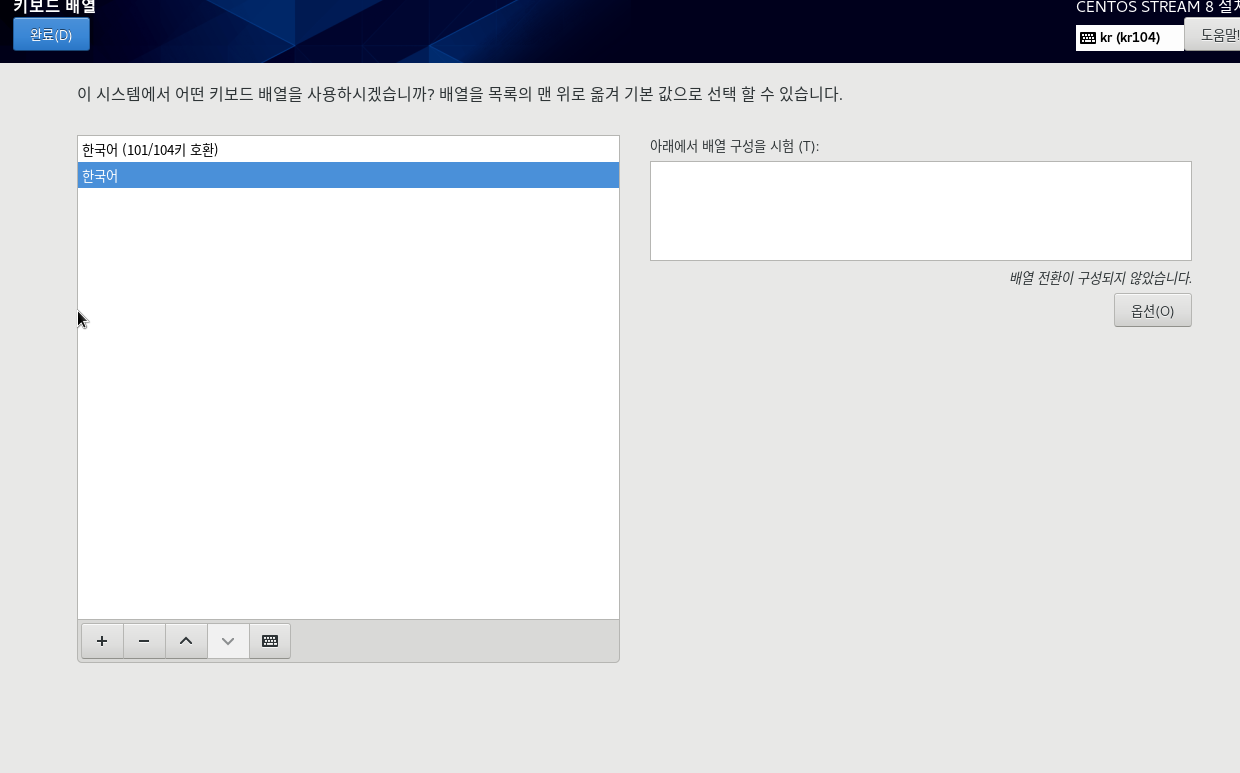 키보드 배열
CENTOS STREAM 8 설치
완료(D)
kr (kr104)
도움말!
이 시스템에서 어떤 키보드 배열을 사용하시겠습니까? 배열을 목록의 맨 위로 옮겨 기본 값으로 선택 할 수 있습니다.
한국어 (101/104키 호환)
한국어
아래에서 배열 구성을 시험 (T):
배열 전환이 구성되지 않았습니다.
옵션(O)